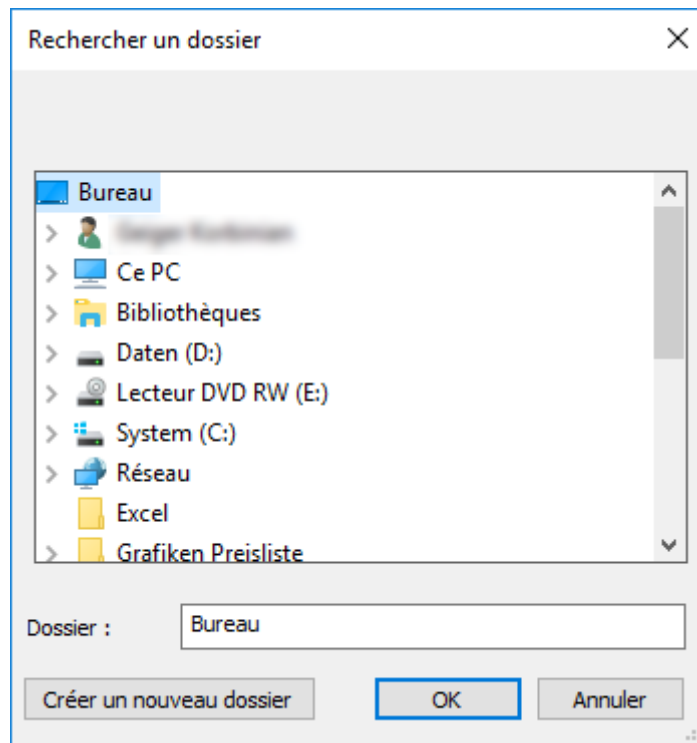 Rechercher un dossier
Bureau
Ce PC
Bibliothèques
Daten (D:)
Lecteur DVD RW (E:)
System (C:)
Réseau
Excel
Grafiken Preisliste
Dossier :
Bureau
Créer un nouveau dossier
OK
Annuler